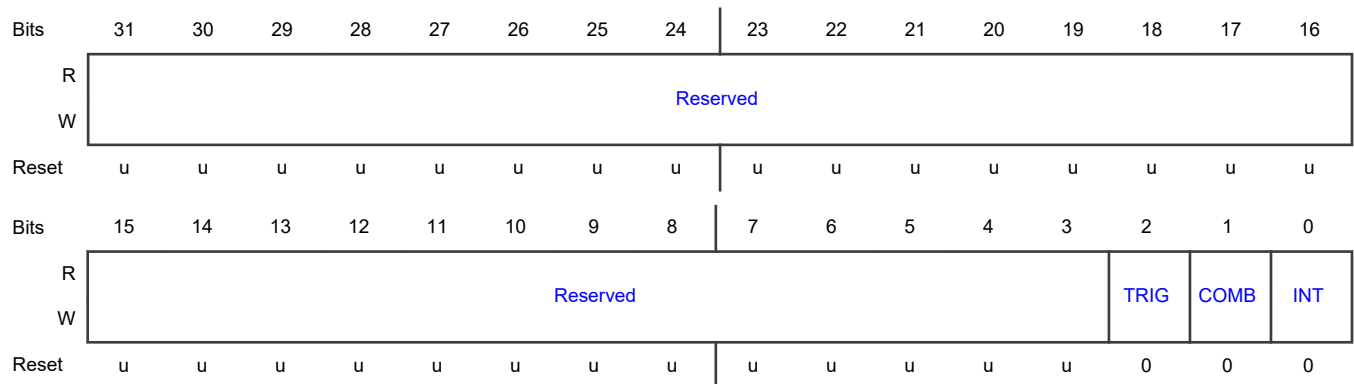 Bits 31 30 29 28 27 26 25 24 23 22 21 20 19 18 17 16
R
Reserved
W
Reset u u u u u u u u u u u u u u u u
Bits 15 14 13 12 11 10 9 8 7 6 5 4 3 2 1 0
R
Reserved TRIG COMB INT
W
Reset u u u u u u u u u u u u u 0 0 0